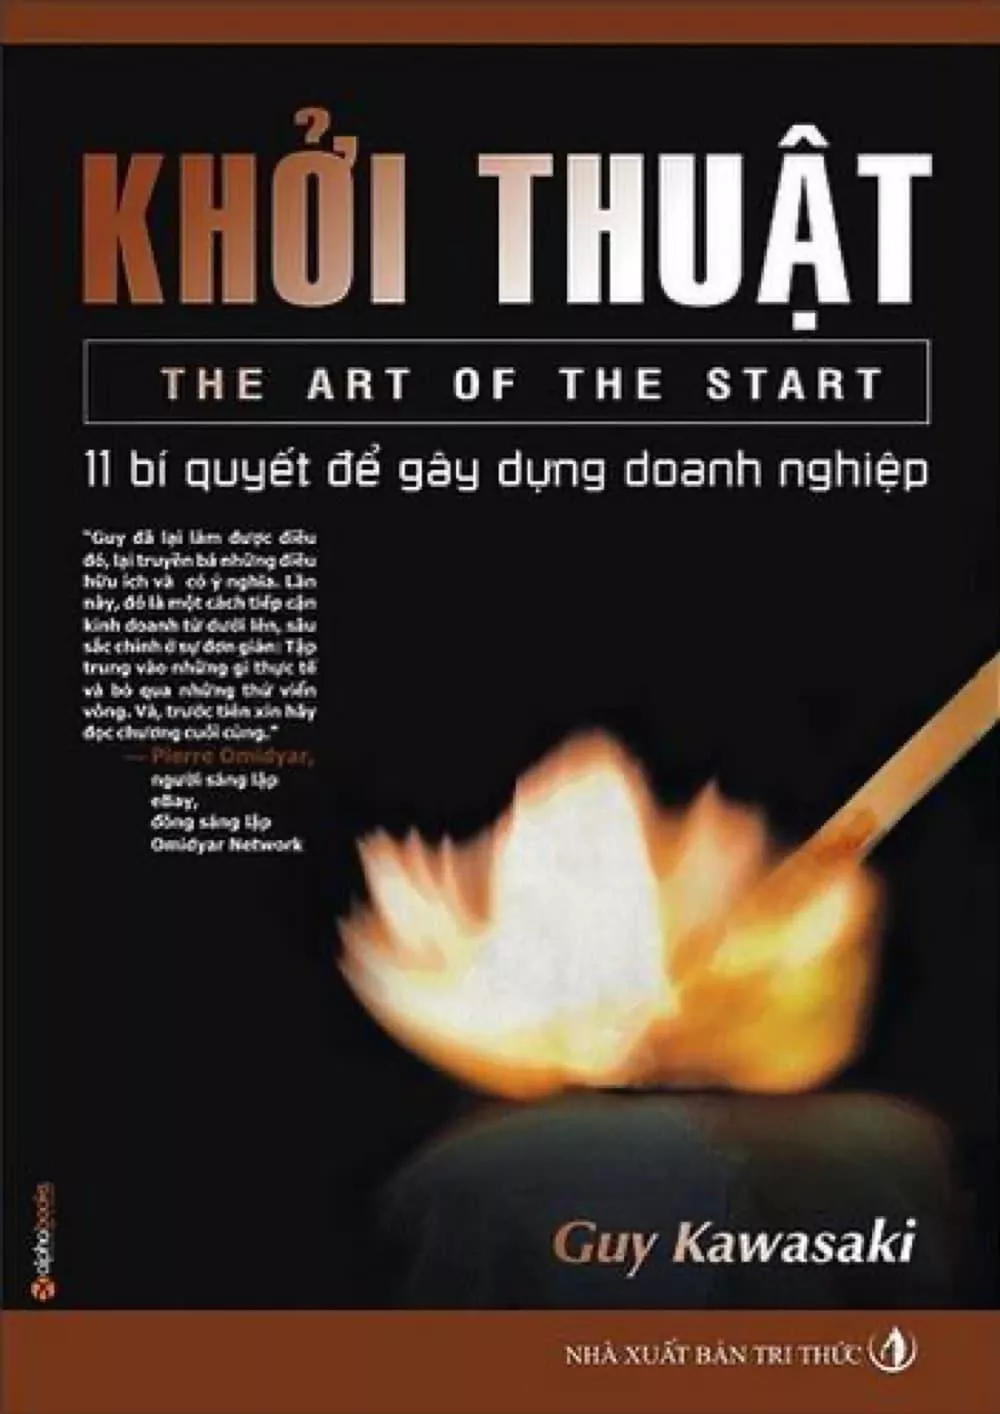 KHỞI THUẬT
THE ART OF THE START
11 bí quyết để gây dựng doanh nghiệp
"Guy đã lại làm được điều
đó, lại truyền bá những điều
hữu ích và có ý nghĩa. Lần
này, đó là một cách tiếp cận
kinh doanh từ dưới lên, sâu
sắc chính ở sự đơn giản: Tập
trung vào những gì thực tế
và bỏ qua những thứ viển
vông. Và, trước tiên xin hãy
đọc chương cuối cùng."
— Pierre Omidyar,
người sáng lập
eBay,
đồng sáng lập
Omidyar Network
Guy Kawasaki
alphabooks
NHÀ XUẤT BẢN TRI THỨC